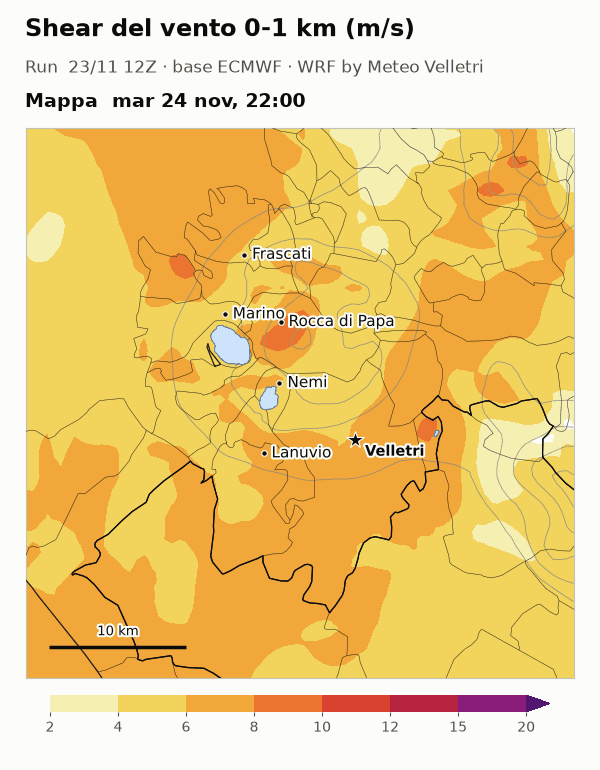 Shear del vento 0-1 km (m/s)
Run  23/11 12Z · base ECMWF · WRF by Meteo Velletri
Mappa  mar 24 nov, 22:00
Frascati
Marino
Rocca di Papa
Nemi
Velletri
Lanuvio
10 km
2 4 6 8 10 12 15 20